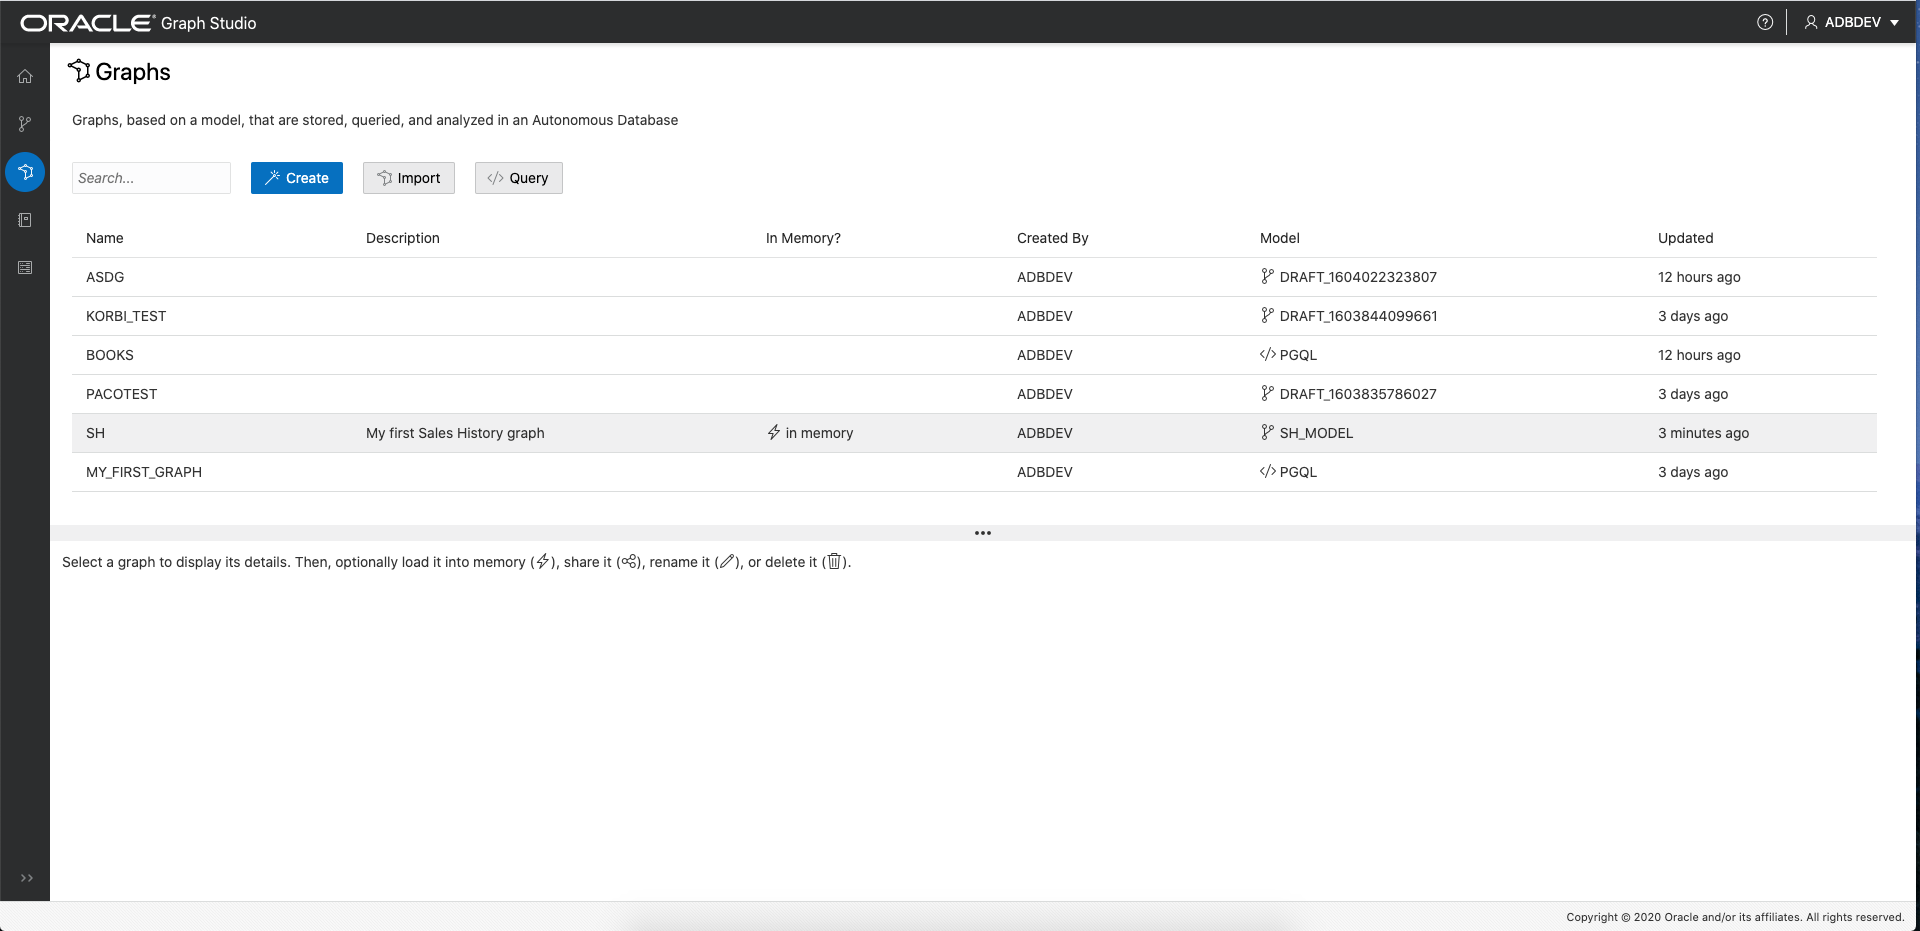 ORACLE® Graph Studio
ADBDEV
Graphs
Graphs, based on a model, that are stored, queried, and analyzed in an Autonomous Database
Search...
Create
Import
</> Query
Name Description In Memory? Created By Model Updated
ASDG ADBDEV DRAFT_1604022323807 12 hours ago
KORBI_TEST ADBDEV DRAFT_1603844099661 3 days ago
BOOKS ADBDEV </> PGQL 12 hours ago
PACOTEST ADBDEV DRAFT_1603835786027 3 days ago
SH My first Sales History graph in memory ADBDEV SH_MODEL 3 minutes ago
MY_FIRST_GRAPH ADBDEV </> PGQL 3 days ago
Select a graph to display its details. Then, optionally load it into memory (), share it (), rename it (), or delete it ().
Copyright © 2020 Oracle and/or its affiliates. All rights reserved.